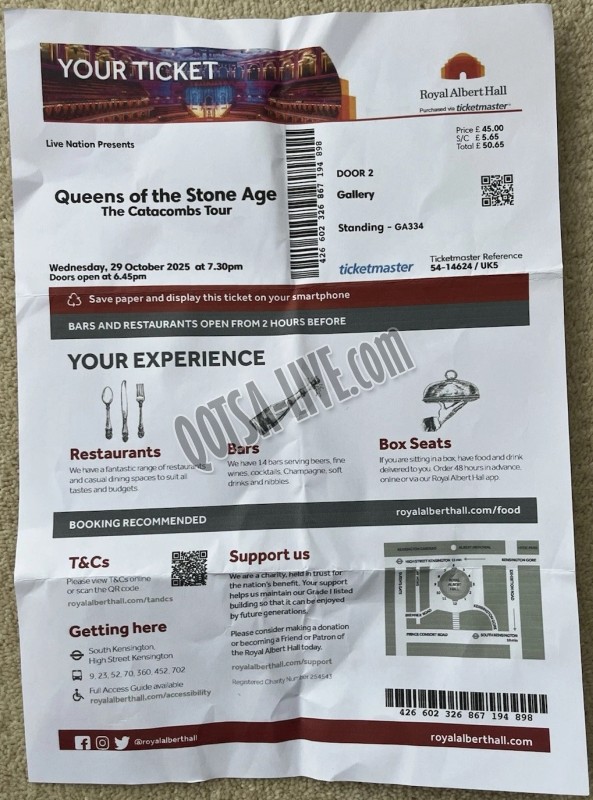 YOUR TICKET
Royal Albert Hall
Purchased via ticketmaster
Live Nation Presents
Price £ 45.00
S/C £ 5.65
Total £ 50.65
Queens of the Stone Age
The Catacombs Tour
426 602 326 867 194 898
DOOR 2
Gallery
Standing - GA334
Wednesday, 29 October 2025 at 7.30pm
Doors open at 6.45pm
ticketmaster
Ticketmaster Reference
54-14624 / UK5
Save paper and display this ticket on your smartphone
BARS AND RESTAURANTS OPEN FROM 2 HOURS BEFORE
YOUR EXPERIENCE
QOTSA-LIVE.com
Restaurants
We have a fantastic range of restaurants
and casual dining spaces to suit all
tastes and budgets
Bars
We have 14 bars serving beers, fine
wines, cocktails, Champagne, soft
drinks and nibbles.
Box Seats
If you are sitting in a box, have food and drink
delivered to you. Order 48 hours in advance,
online or via our Royal Albert Hall app.
BOOKING RECOMMENDED
royalalberthall.com/food
T&Cs
Please view T&Cs online
or scan the QR code
royalalberthall.com/tandcs
Getting here
South Kensington,
High Street Kensington
9, 23, 52, 70, 360, 452, 702
Full Access Guide available
royalalberthall.com/accessibility
Support us
We are a charity, held in trust for
the nation's benefit. Your support
helps us maintain our Grade I listed
building so that it can be enjoyed
by future generations.
Please consider making a donation
or becoming a Friend or Patron of
the Royal Albert Hall today.
royalalberthall.com/support
Registered Charity Number 254543
KENSINGTON GORE
EXHIBITION ROAD
PRINCE CONSORT ROAD
SOUTH KENSINGTON
426 602 326 867 194 898
@royalalberthall
royalalberthall.com